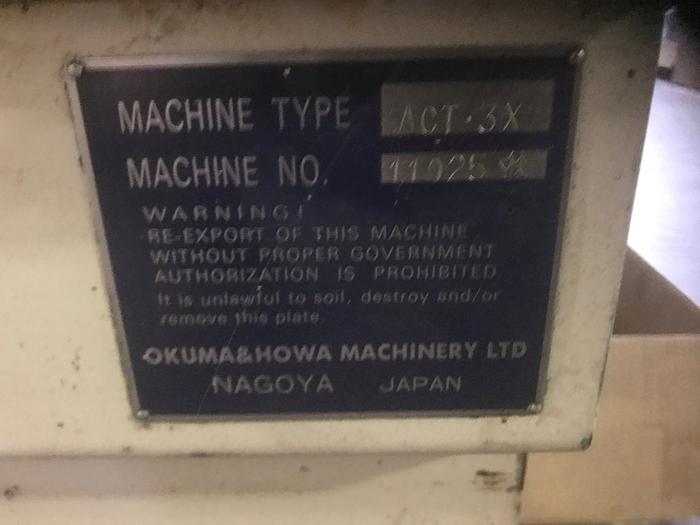 MACHINE TYPE ACT·3X
MACHINE NO. 11025
WARNING!
RE-EXPORT OF THIS MACHINE
WITHOUT PROPER GOVERNMENT
AUTHORIZATION IS PROHIBITED.
It is unlawful to soil, destroy and/or
remove this plate.
OKUMA&HOWA MACHINERY LTD
NAGOYA JAPAN